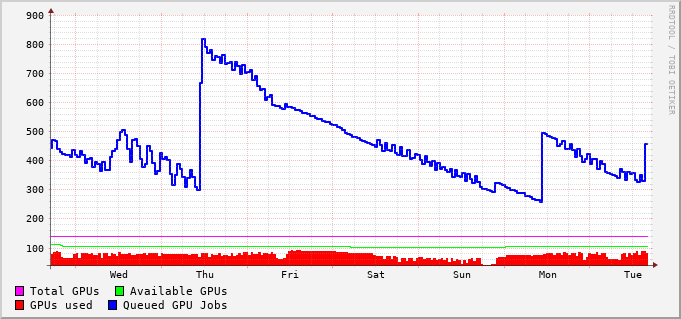 900
800
700
600
500
400
300
200
100
Wed Thu Fri Sat Sun Mon Tue
Total GPUs Available GPUs
GPUs used Queued GPU Jobs
RRDTOOL / TOBI OETIKER